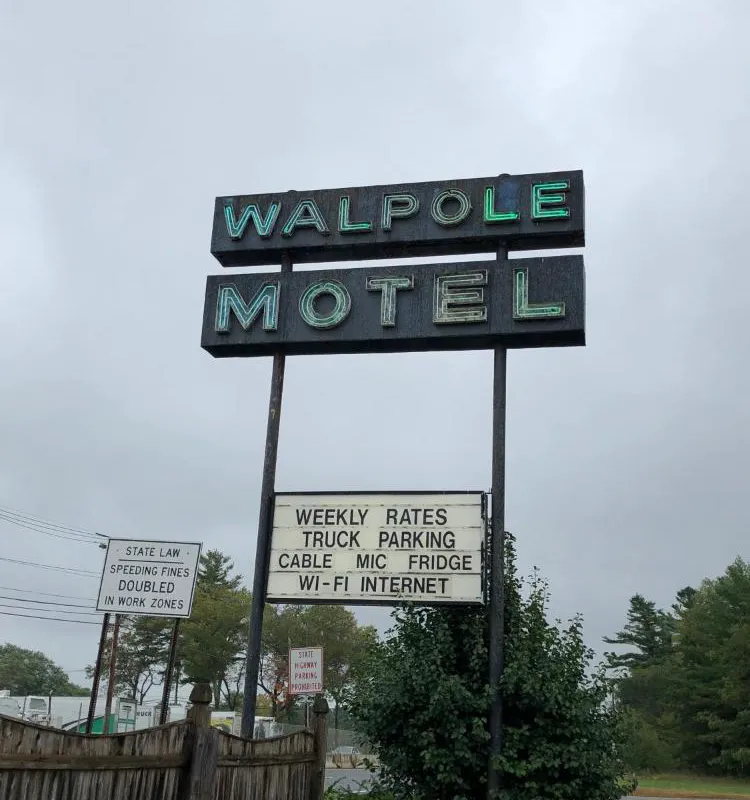 WALPOLE
MOTEL
WEEKLY RATES
TRUCK PARKING
CABLE MIC FRIDGE
WI-FI INTERNET
STATE LAW
SPEEDING FINES
DOUBLED
IN WORK ZONES
STATE
HIGHWAY
PARKING
PROHIBITED